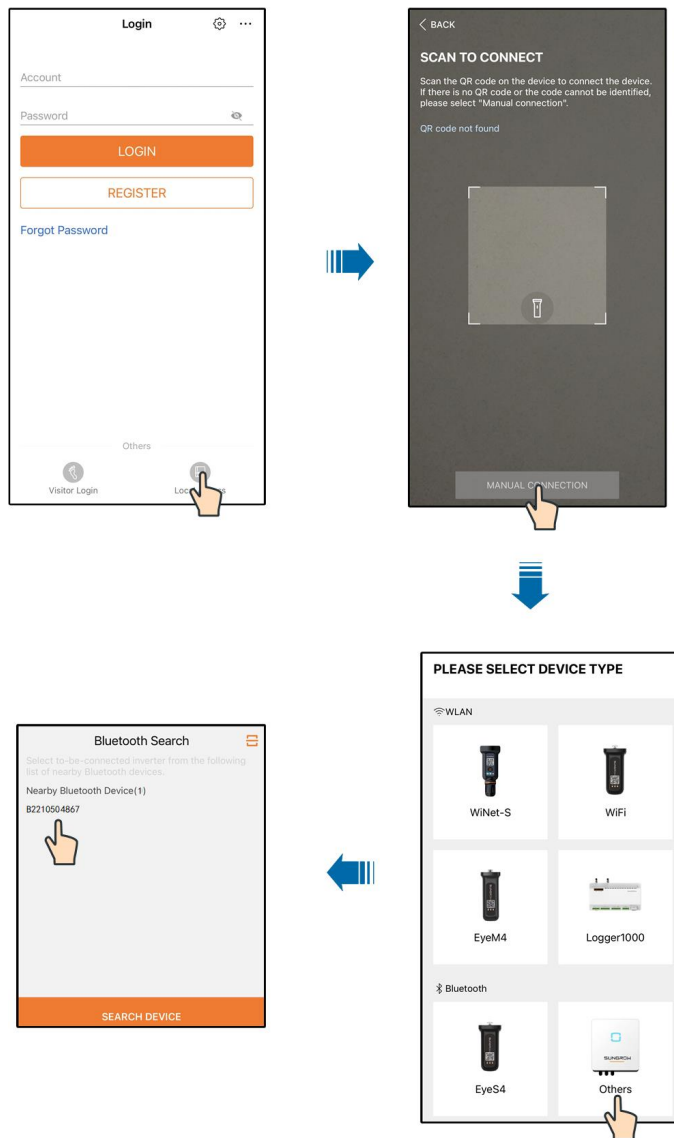 Login
Account
Password
LOGIN
REGISTER
Forgot Password
Others
Visitor Login
BACK
SCAN TO CONNECT
Scan the QR code on the device to connect the device.
If there is no QR code or the code cannot be identified,
please select "Manual connection".
QR code not found
MANUAL CONNECTION
PLEASE SELECT DEVICE TYPE
WLAN
WiNet-S
WiFi
EyeM4
Logger1000
Bluetooth
EyeS4
SUNGROW
Others
Bluetooth Search
Select to-be-connected inverter from the following
list of nearby Bluetooth devices.
Nearby Bluetooth Device(1)
B2210504867
SEARCH DEVICE